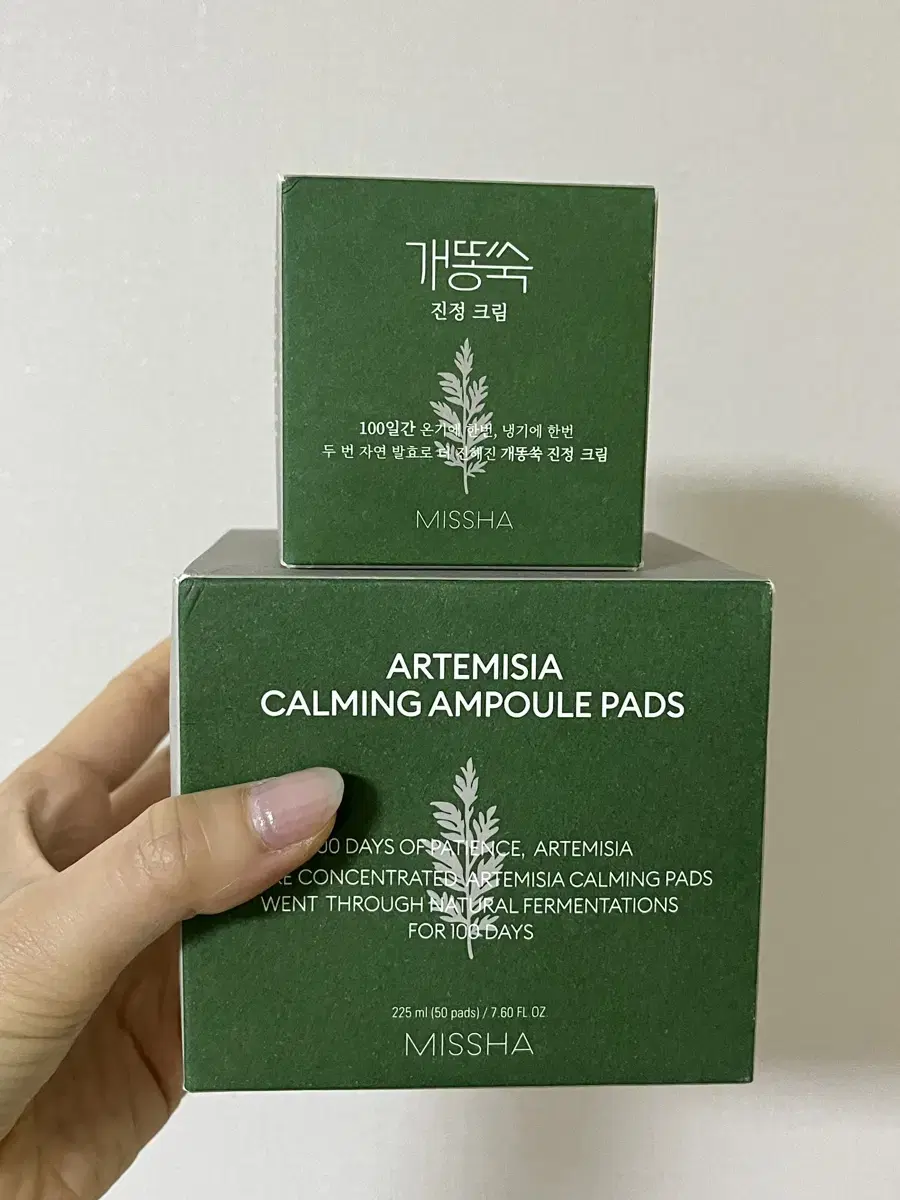 개똥쑥
진정 크림
100일간 온기에 한번, 냉기에 한번
두 번 자연 발효로 더 진해진 개똥쑥 진정 크림
MISSHA
ARTEMISIA
CALMING AMPOULE PADS
DAYS OF PATIENCE, ARTEMISIA
CONCENTRATED ARTEMISIA CALMING PADS
WENT THROUGH NATURAL FERMENTATIONS
FOR 100 DAYS
225 ml (50 pads) / 7.60 FL. OZ.
MISSHA